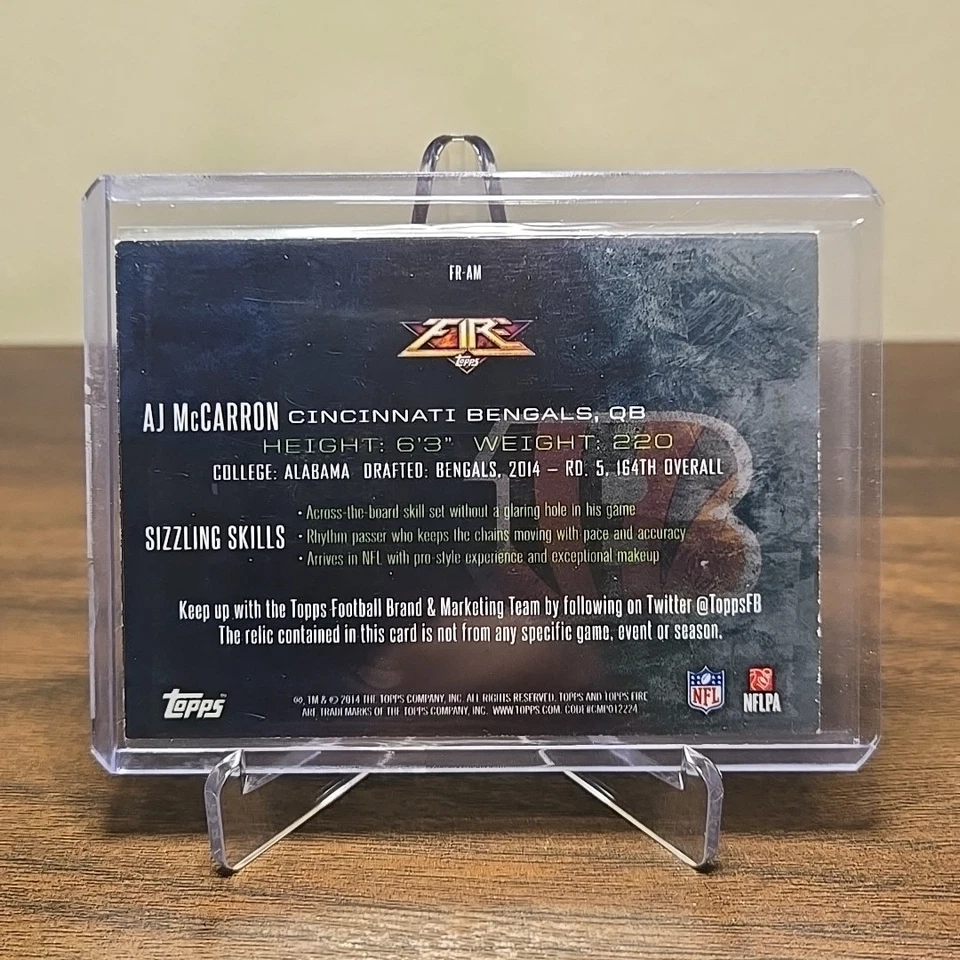 FR-AM
FIRE
Topps
AJ McCARRON CINCINNATI BENGALS, QB
HEIGHT: 6'3" WEIGHT: 220
COLLEGE: ALABAMA DRAFTED: BENGALS, 2014 – RD. 5, 164TH OVERALL
SIZZLING SKILLS
• Across-the-board skill set without a glaring hole in his game
• Rhythm passer who keeps the chains moving with pace and accuracy
• Arrives in NFL with pro-style experience and exceptional makeup
Keep up with the Topps Football Brand & Marketing Team by following on Twitter @ToppsFB
The relic contained in this card is not from any specific game, event or season.
Topps
®, TM & © 2014 THE TOPPS COMPANY, INC. ALL RIGHTS RESERVED. TOPPS AND TOPPS FIRE
ARE TRADEMARKS OF THE TOPPS COMPANY, INC. WWW.TOPPS.COM. CODE#CMP012224
NFL
NFLPA